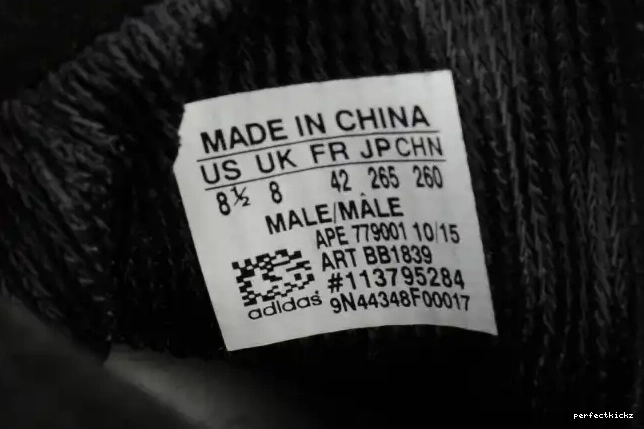 MADE IN CHINA
US UK FR JP CHN
8½ 8 42 265 260
MALE/MÂLE
APE 779001 10/15
ART BB1839
#113795284
adidas 9N44348F00017
perfectkickz